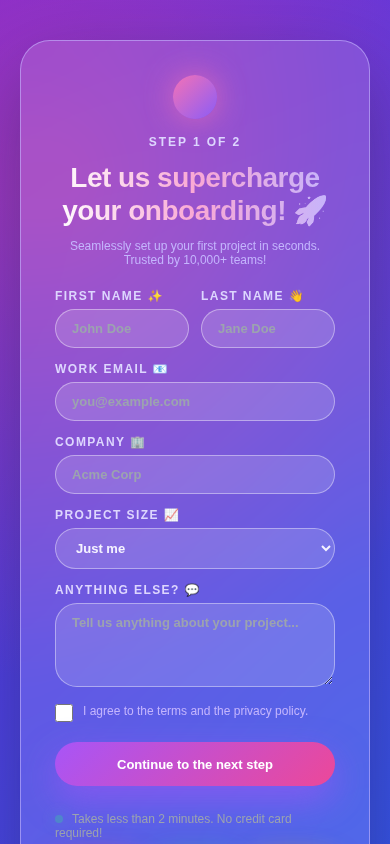 STEP 1 OF 2
Let us supercharge
your onboarding! 🚀
Seamlessly set up your first project in seconds.
Trusted by 10,000+ teams!
FIRST NAME ✨ LAST NAME 👋
John Doe Jane Doe
WORK EMAIL 📧
you@example.com
COMPANY 🏢
Acme Corp
PROJECT SIZE 📈
Just me
ANYTHING ELSE? 💬
Tell us anything about your project...
I agree to the terms and the privacy policy.
Continue to the next step
Takes less than 2 minutes. No credit card
required!